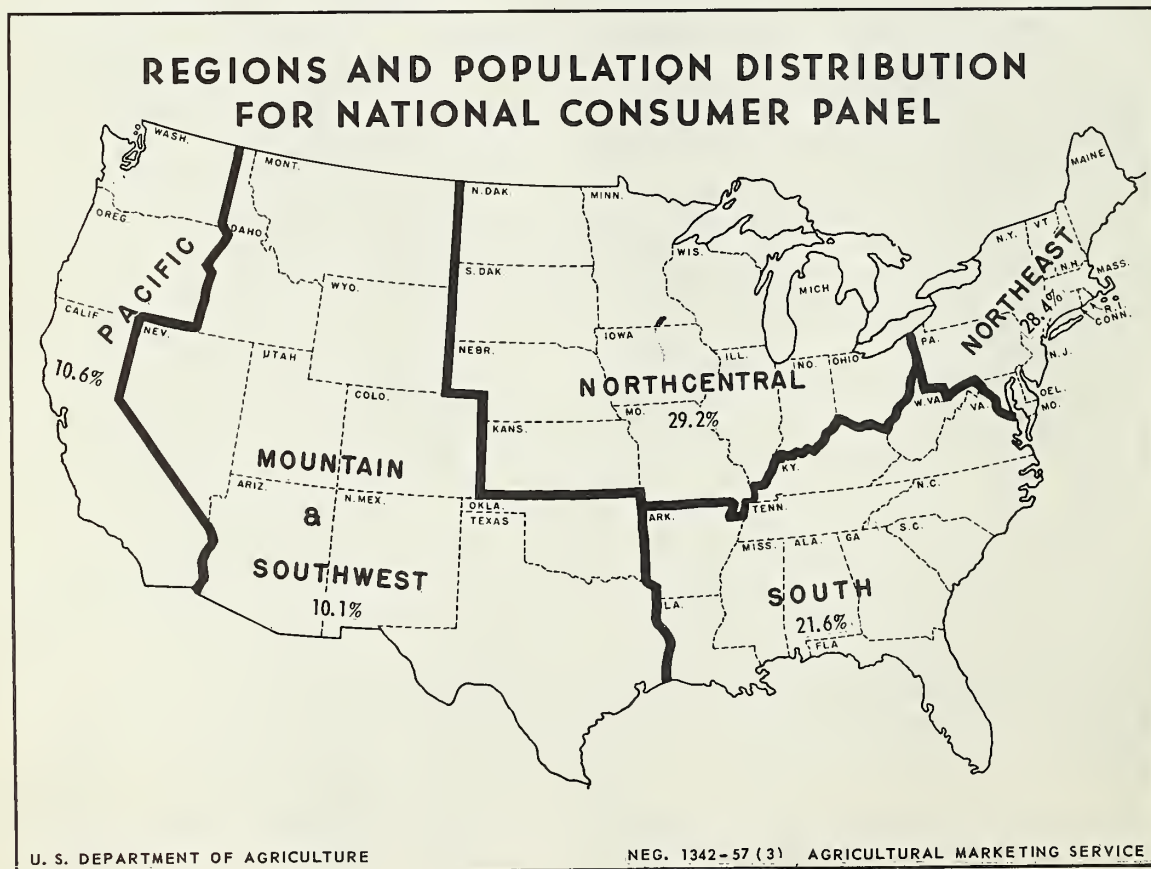 REGIONS AND POPULATION DISTRIBUTION
FOR NATIONAL CONSUMER PANEL
WASH.
MONT.
N.DAK.
MINN.
MAINE
OREG.
IDAHO
S.DAK
WIS.
MICH
N.Y.
VT
N.H.
MASS.
R.I.
CONN.
PACIFIC
10.6%
NORTHEAST
28.4%
WYO.
CALIF
NEV.
UTAH
COLO.
NEBR.
IOWA
ILL.
IND.
OHIO
PA.
N.J.
DEL.
MO.
NORTHCENTRAL
29.2%
KANS.
MO.
W.VA.
VA.
KY.
MOUNTAIN
&
SOUTHWEST
10.1%
ARIZ.
N.MEX.
OKLA.
TEXAS
ARK.
TENN.
N.C.
S.C.
MISS.
ALA.
GA
LA.
SOUTH
21.6%
FLA
U. S. DEPARTMENT OF AGRICULTURE
NEG. 1342-57 (3) AGRICULTURAL MARKETING SERVICE